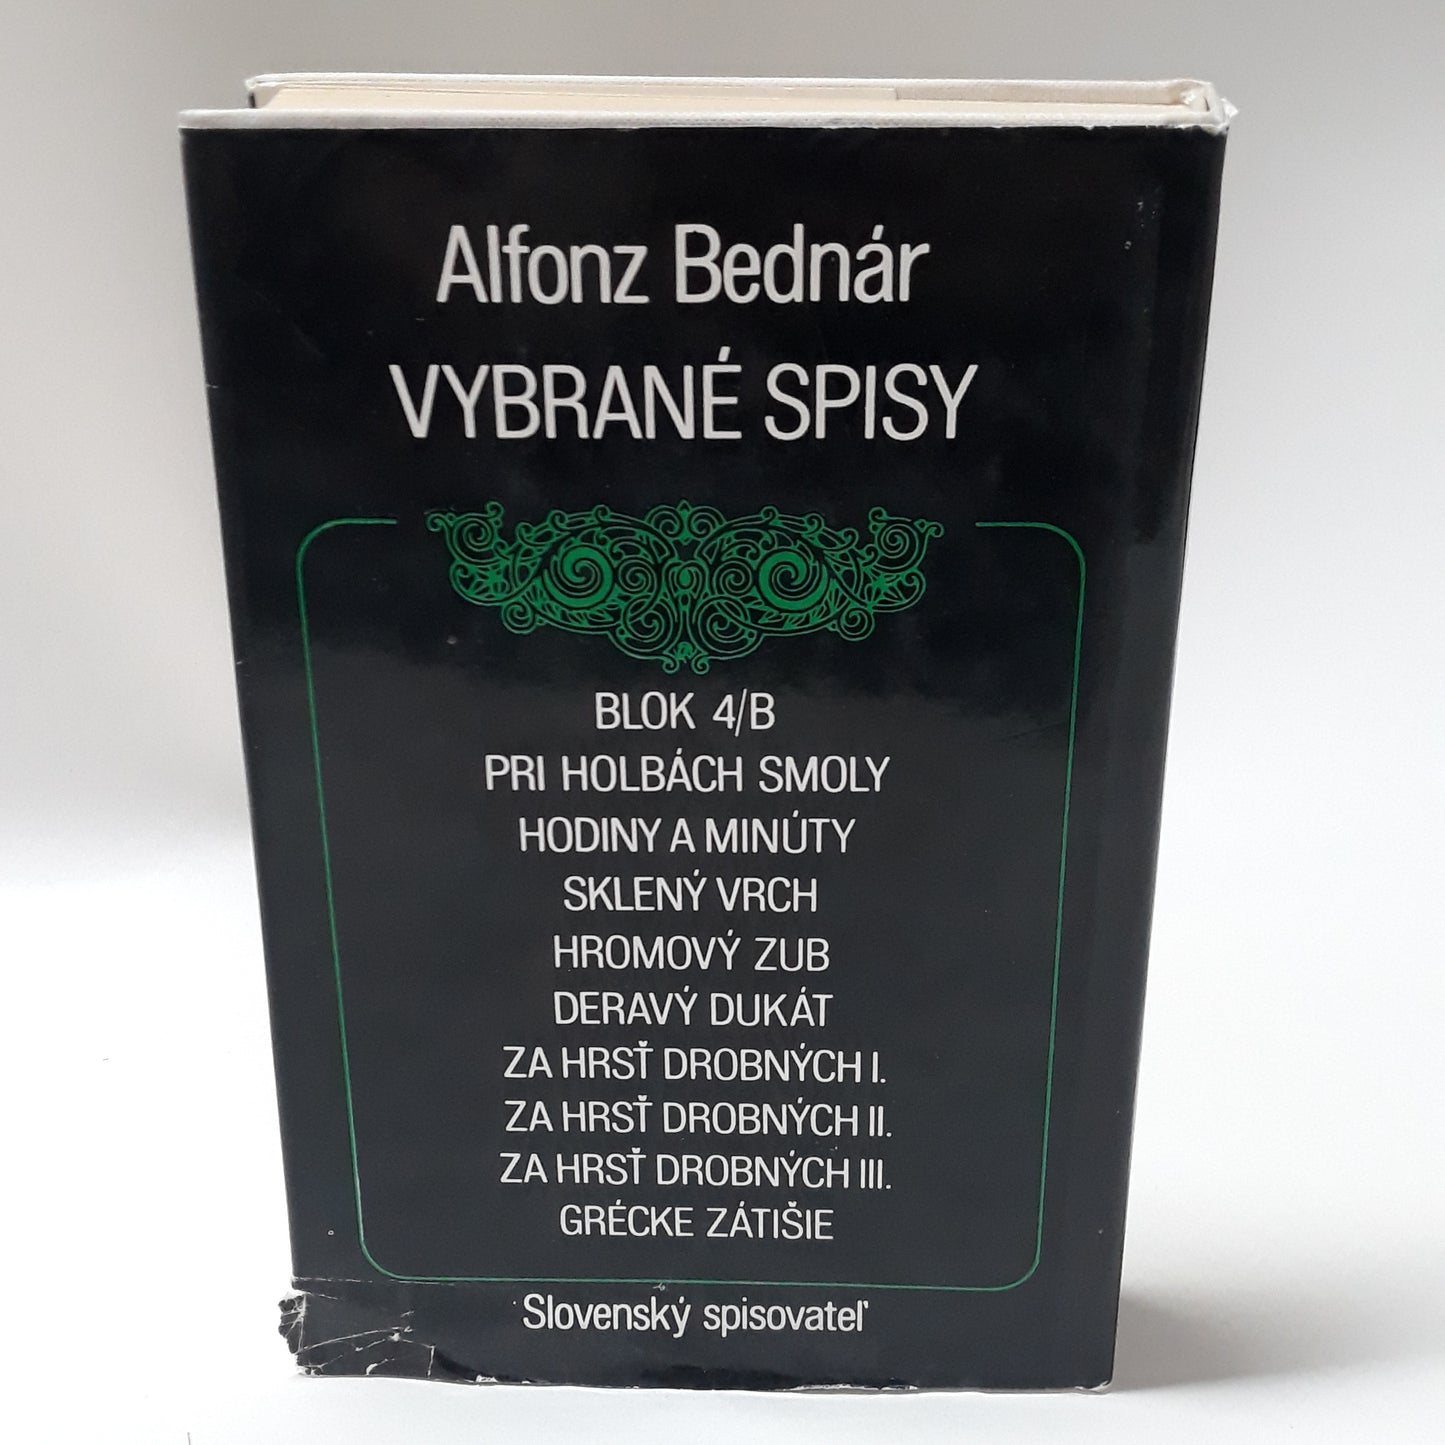 Alfonz Bednár
VYBRANÉ SPISY
BLOK 4/B
PRI HOLBÁCH SMOLY
HODINY A MINÚTY
SKLENÝ VRCH
HROMOVÝ ZUB
DERAVÝ DUKÁT
ZA HRSŤ DROBNÝCH I.
ZA HRSŤ DROBNÝCH II.
ZA HRSŤ DROBNÝCH III.
GRÉCKE ZÁTIŠIE
Slovenský spisovateľ